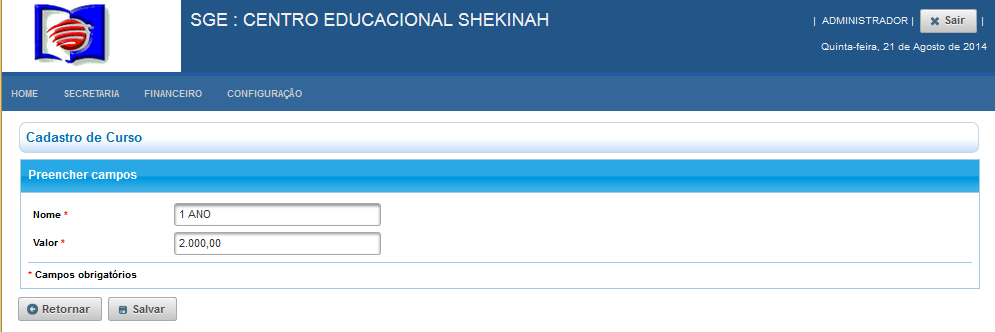 SGE : CENTRO EDUCACIONAL SHEKINAH
| ADMINISTRADOR | Sair |
Quinta-feira, 21 de Agosto de 2014
HOME SECRETARIA FINANCEIRO CONFIGURAÇÃO
Cadastro de Curso
Preencher campos
Nome * 1 ANO
Valor * 2.000,00
* Campos obrigatórios
Retornar Salvar